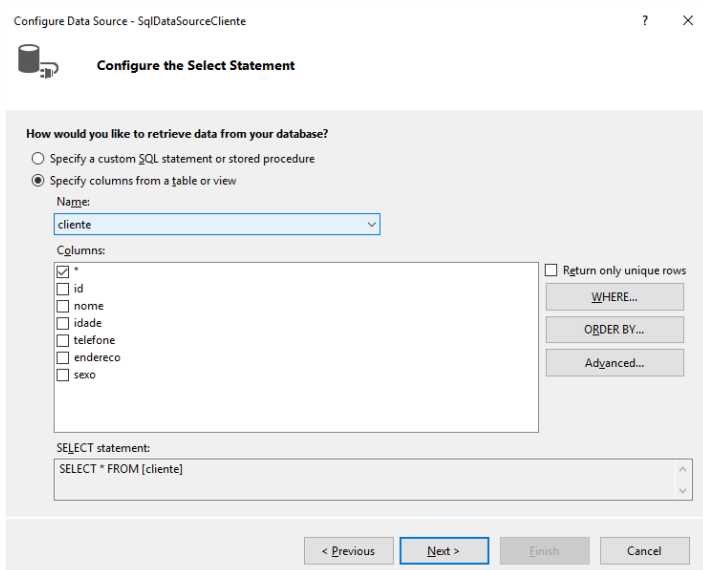 Configure Data Source - SqlDataSourceCliente
?
Configure the Select Statement
How would you like to retrieve data from your database?
Specify a custom SQL statement or stored procedure
Specify columns from a table or view
Name:
cliente
Columns:
*
id
nome
idade
telefone
endereco
sexo
Return only unique rows
WHERE...
ORDER BY...
Advanced...
SELECT statement:
SELECT * FROM [cliente]
< Previous
Next >
Finish
Cancel